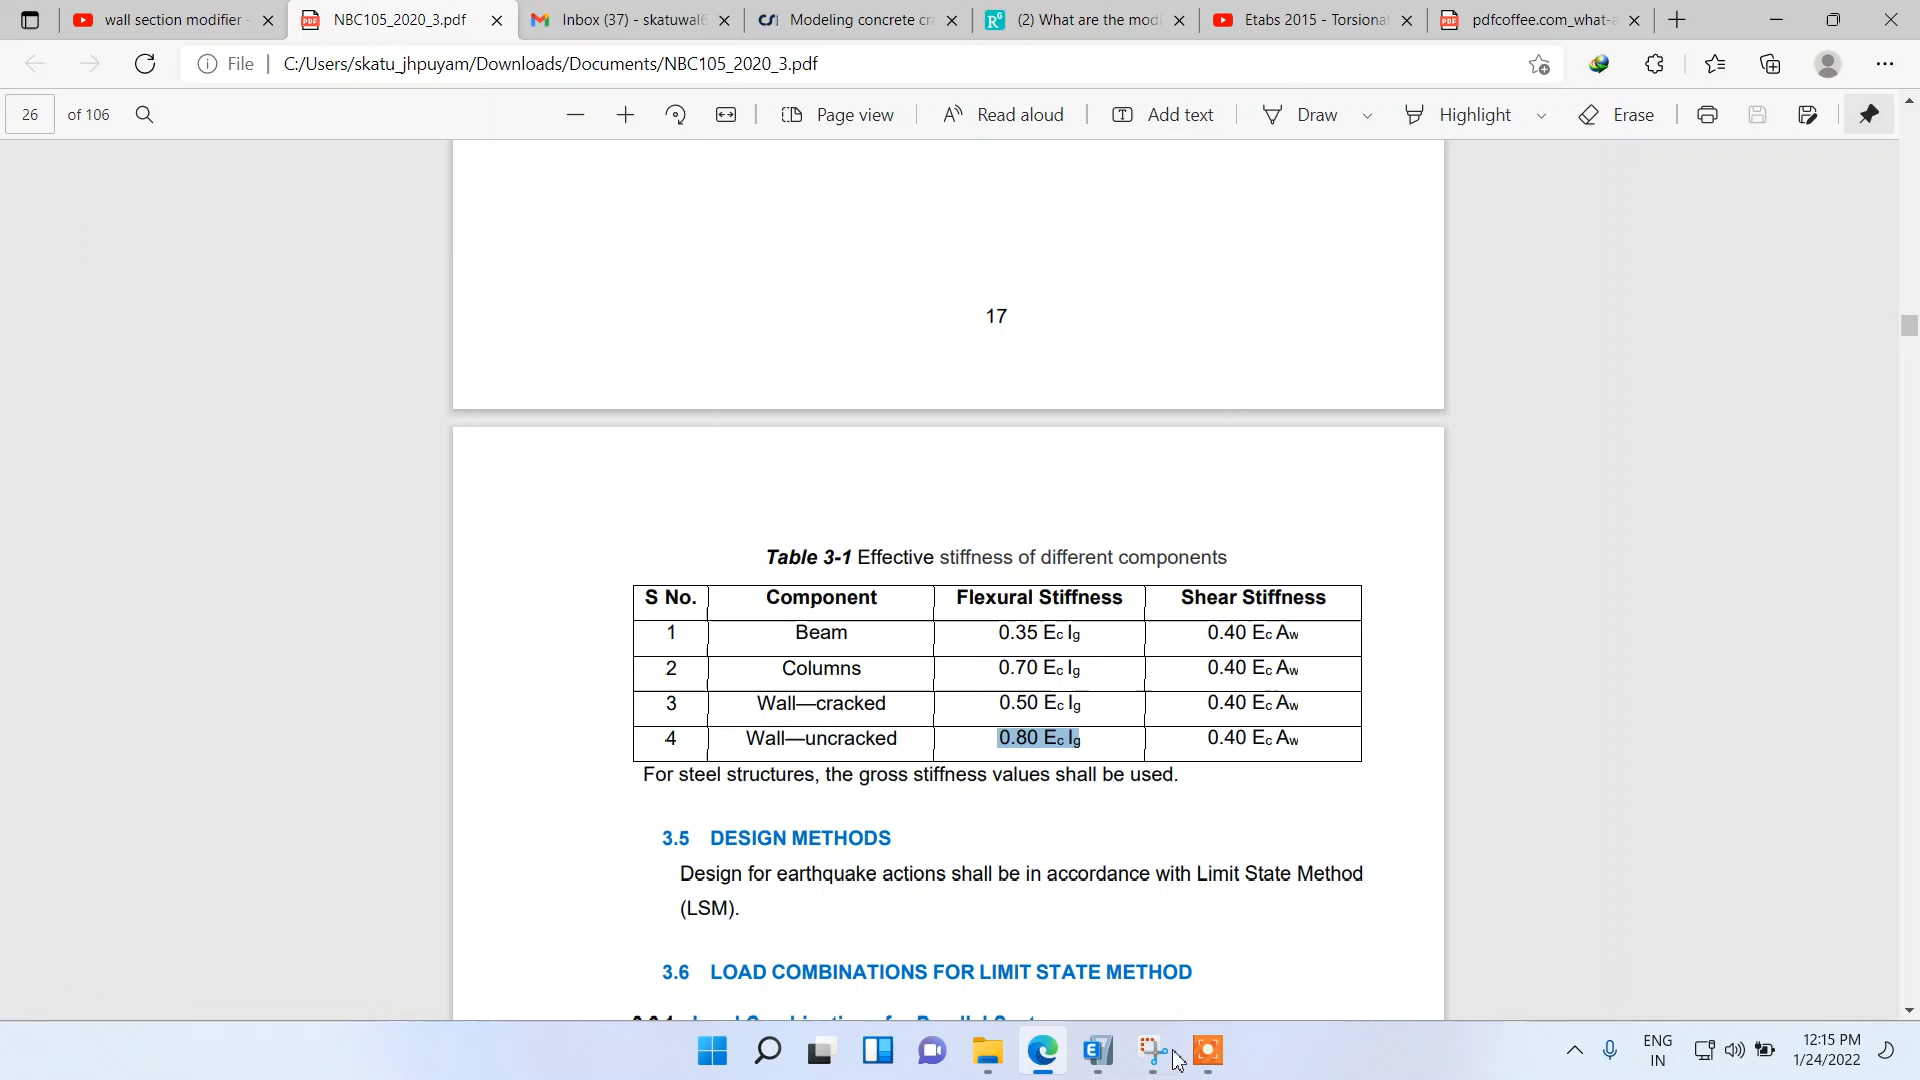 wall section modifier
NBC105_2020_3.pdf
Inbox (37) - skatuwal6
Modeling concrete cr
(2) What are the modi
Etabs 2015 - Torsiona
pdfcoffee.com_what-a
File
C:/Users/skatu_jhpuyam/Downloads/Documents/NBC105_2020_3.pdf
26 of 106
Page view
Read aloud
Add text
Draw
Highlight
Erase
17
Table 3-1 Effective stiffness of different components
S No. Component Flexural Stiffness Shear Stiffness
1 Beam 0.35 Ec Ig 0.40 Ec Aw
2 Columns 0.70 Ec Ig 0.40 Ec Aw
3 Wall—cracked 0.50 Ec Ig 0.40 Ec Aw
4 Wall—uncracked 0.80 Ec Ig 0.40 Ec Aw
For steel structures, the gross stiffness values shall be used.
3.5 DESIGN METHODS
Design for earthquake actions shall be in accordance with Limit State Method
(LSM).
3.6 LOAD COMBINATIONS FOR LIMIT STATE METHOD
ENG
IN
12:15 PM
1/24/2022